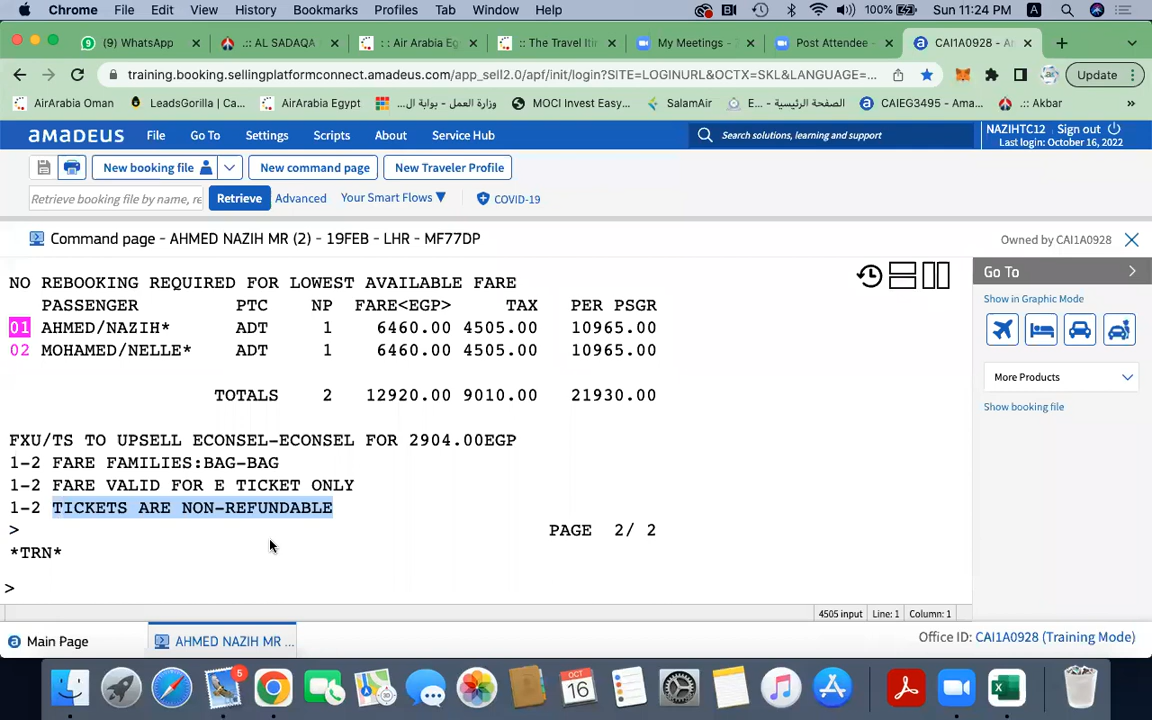 Chrome File Edit View History Bookmarks Profiles Tab Window Help 100% A Sun 11:24 PM
(9) WhatsApp .:: AL SADAQA : : Air Arabia Eg :: The Travel Itin My Meetings - Z Post Attendee - CAI1A0928 - A
training.booking.sellingplatformconnect.amadeus.com/app_sell2.0/apf/init/login?SITE=LOGINURL&OCTX=SKL&LANGUAGE=... Update
AirArabia Oman LeadsGorilla | Ca... AirArabia Egypt وزارة العمل - بوابة ال... MOCI Invest Easy... SalamAir E... - الصفحة الرئيسية CAIEG3495 - Ama... .:: Akbar »
amadeus File Go To Settings Scripts About Service Hub Search solutions, learning and support NAZIHTC12 Sign out
Last login: October 16, 2022
New booking file New command page New Traveler Profile
Retrieve booking file by name, re Retrieve Advanced Your Smart Flows COVID-19
Command page - AHMED NAZIH MR (2) - 19FEB - LHR - MF77DP Owned by CAI1A0928
NO REBOOKING REQUIRED FOR LOWEST AVAILABLE FARE
PASSENGER PTC NP FARE<EGP> TAX PER PSGR
01 AHMED/NAZIH* ADT 1 6460.00 4505.00 10965.00
02 MOHAMED/NELLE* ADT 1 6460.00 4505.00 10965.00
TOTALS 2 12920.00 9010.00 21930.00
FXU/TS TO UPSELL ECONSEL-ECONSEL FOR 2904.00EGP
1-2 FARE FAMILIES:BAG-BAG
1-2 FARE VALID FOR E TICKET ONLY
1-2 TICKETS ARE NON-REFUNDABLE
> PAGE 2/ 2
*TRN*
>
Go To
Show in Graphic Mode
More Products
Show booking file
4505 input Line: 1 Column: 1
Main Page AHMED NAZIH MR ... Office ID: CAI1A0928 (Training Mode)
5 OCT 16